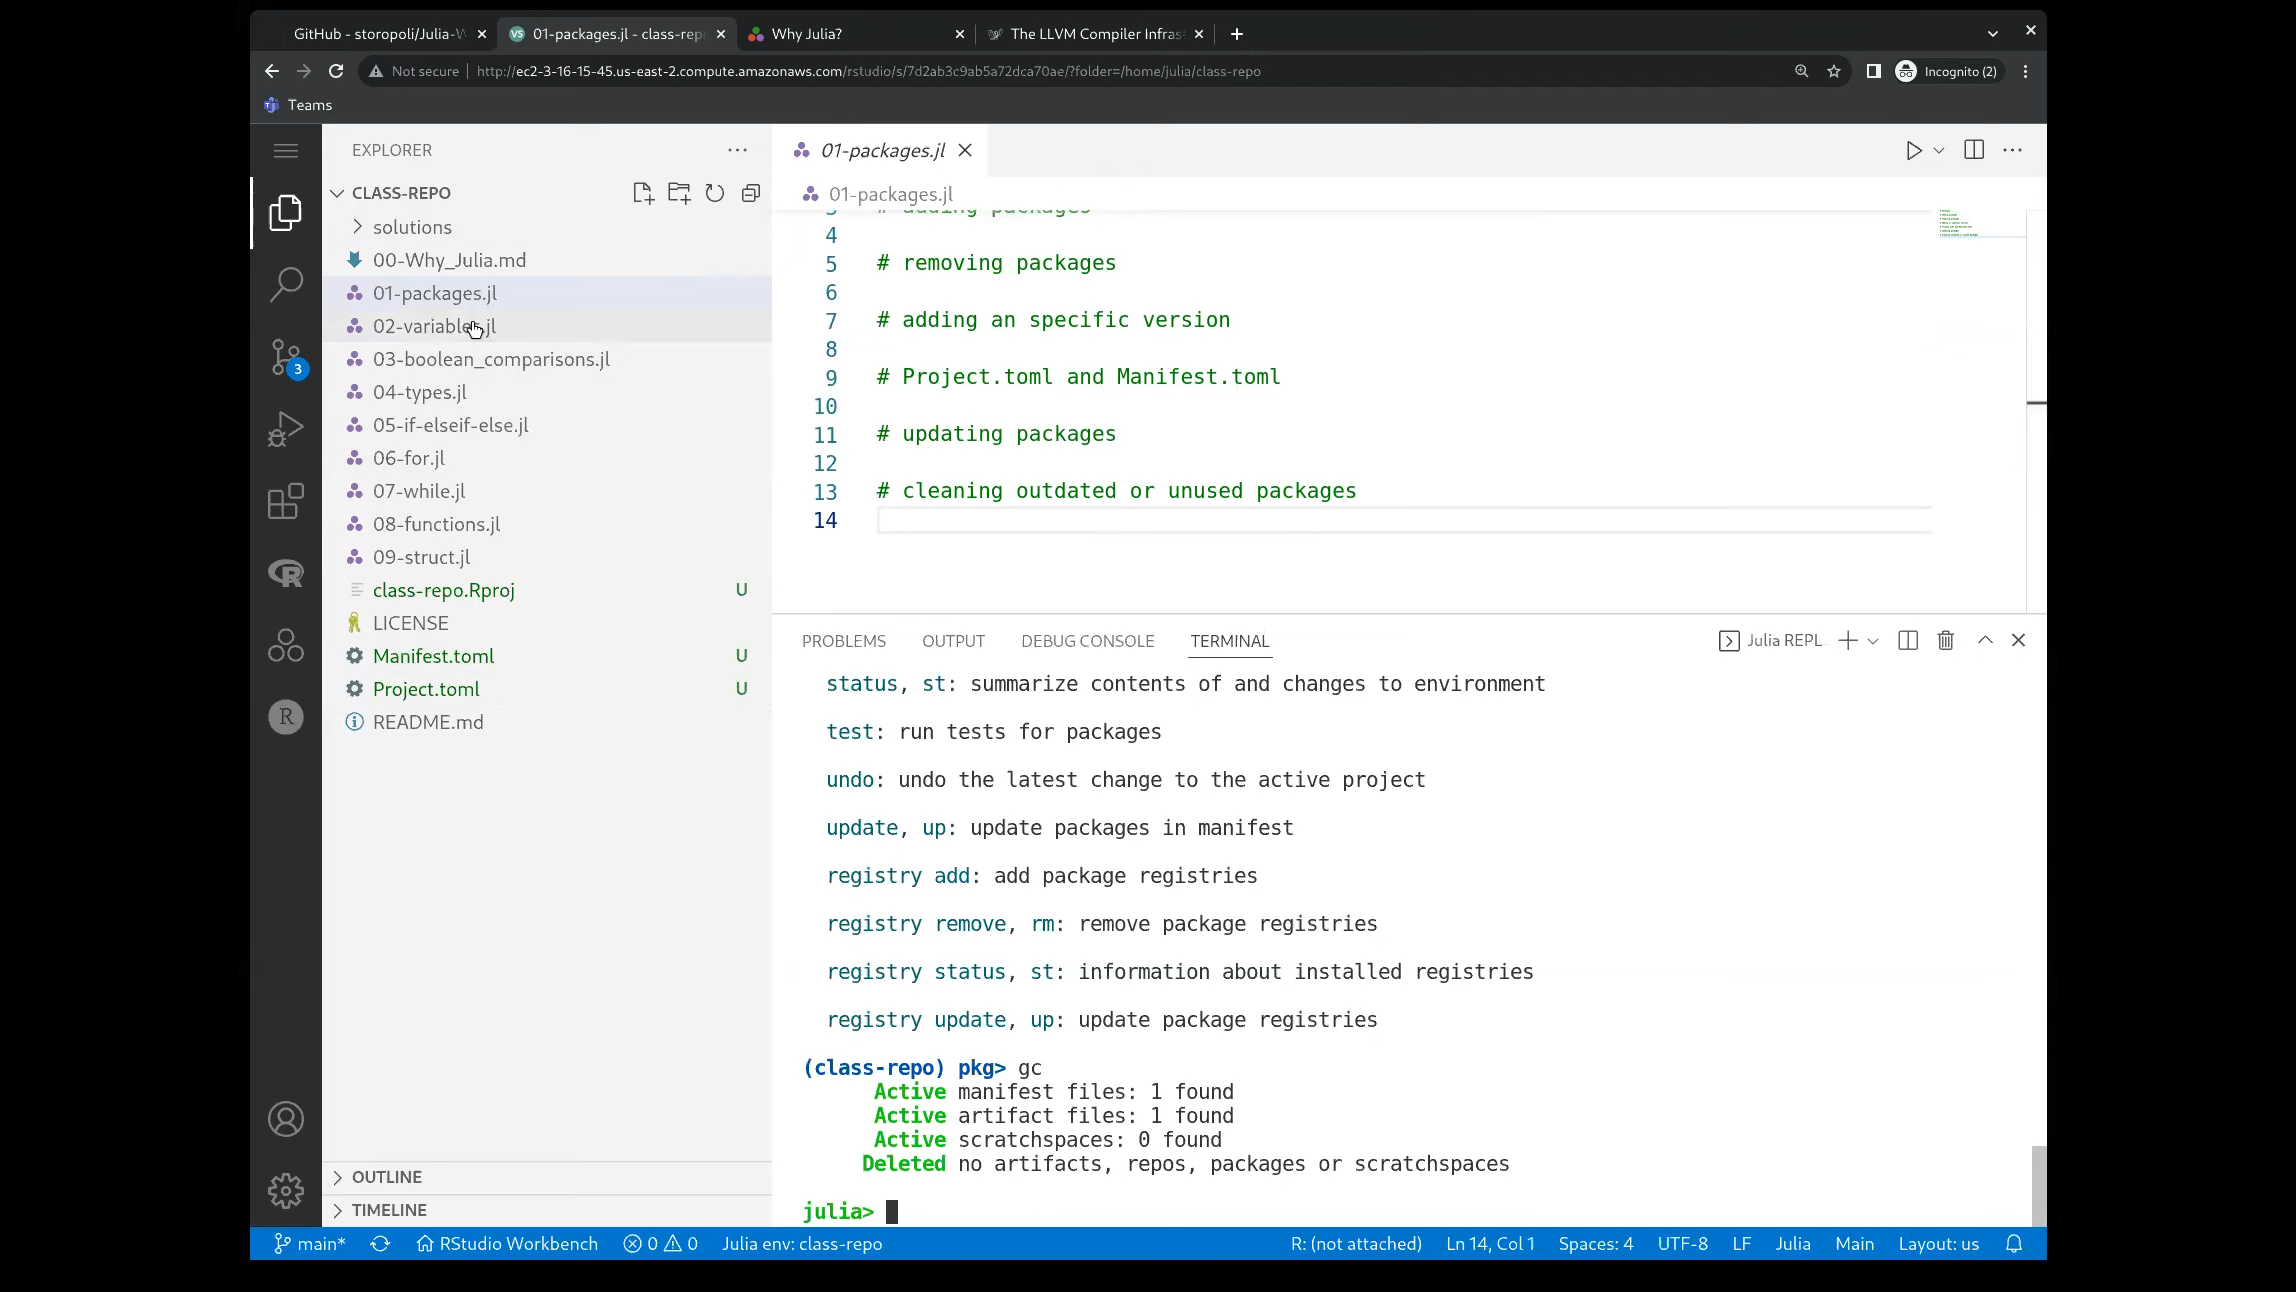 GitHub - storopoli/Julia-W
01-packages.jl - class-rep
Why Julia?
The LLVM Compiler Infras
Not secure
http://ec2-3-16-15-45.us-east-2.compute.amazonaws.com/rstudio/s/7d2ab3c9ab5a72dca70ae/?folder=/home/julia/class-repo
Incognito (2)
Teams
EXPLORER
CLASS-REPO
solutions
00-Why_Julia.md
01-packages.jl
02-variables.jl
03-boolean_comparisons.jl
04-types.jl
05-if-elseif-else.jl
06-for.jl
07-while.jl
08-functions.jl
09-struct.jl
class-repo.Rproj U
LICENSE
Manifest.toml U
Project.toml U
README.md
3
OUTLINE
TIMELINE
01-packages.jl
01-packages.jl
3 # adding packages
4
5 # removing packages
6
7 # adding an specific version
8
9 # Project.toml and Manifest.toml
10
11 # updating packages
12
13 # cleaning outdated or unused packages
14
PROBLEMS OUTPUT DEBUG CONSOLE TERMINAL
Julia REPL
status, st: summarize contents of and changes to environment
test: run tests for packages
undo: undo the latest change to the active project
update, up: update packages in manifest
registry add: add package registries
registry remove, rm: remove package registries
registry status, st: information about installed registries
registry update, up: update package registries
(class-repo) pkg> gc
Active manifest files: 1 found
Active artifact files: 1 found
Active scratchspaces: 0 found
Deleted no artifacts, repos, packages or scratchspaces
julia>
main* RStudio Workbench 0 0 Julia env: class-repo R: (not attached) Ln 14, Col 1 Spaces: 4 UTF-8 LF Julia Main Layout: us